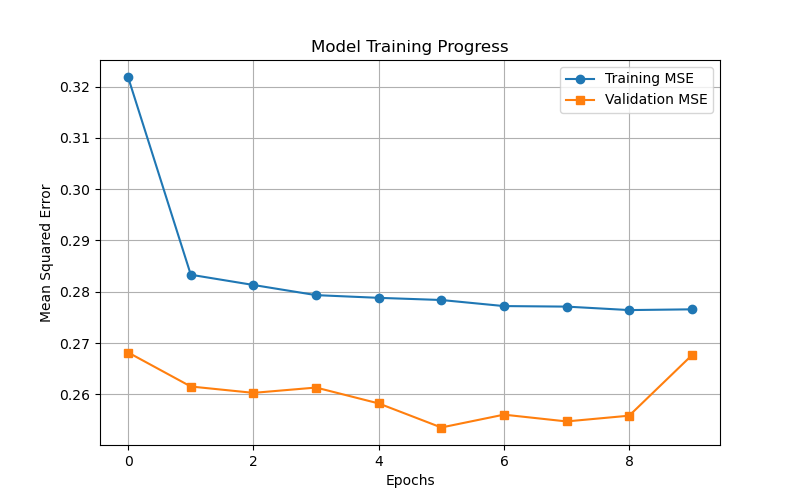 Model Training Progress
Training MSE
Validation MSE
Mean Squared Error
0.32
0.31
0.30
0.29
0.28
0.27
0.26
0 2 4 6 8
Epochs